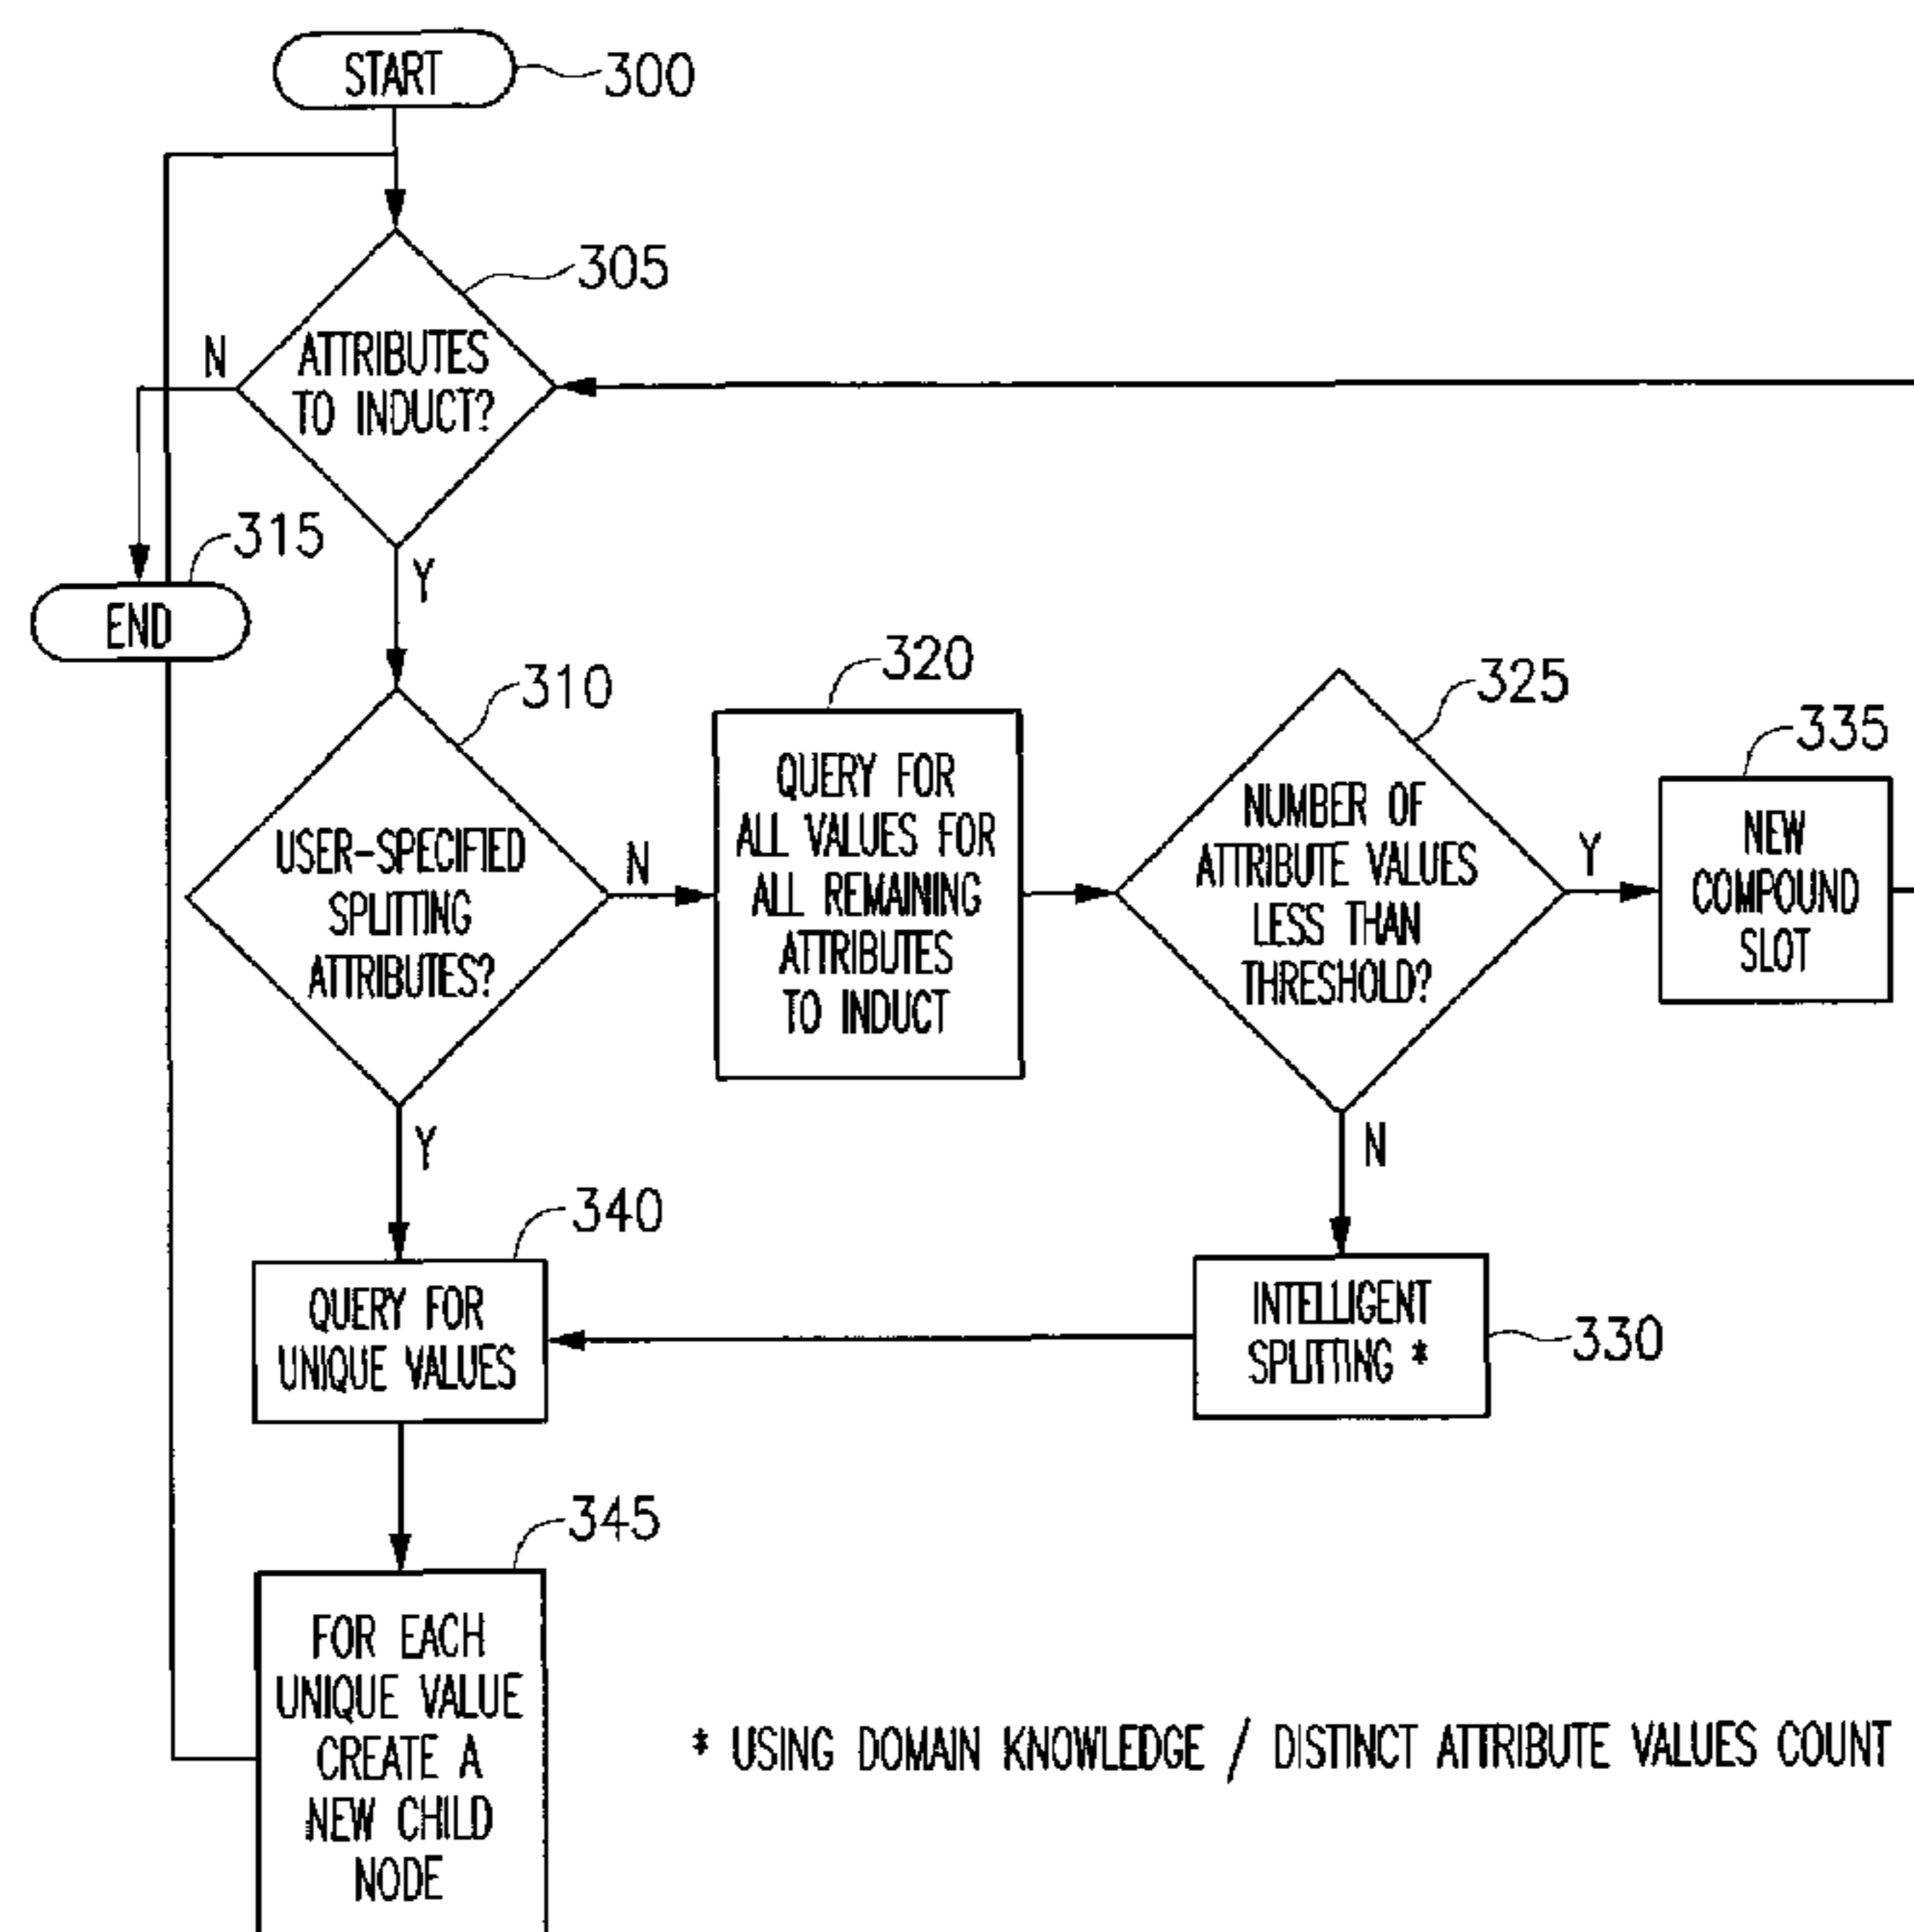 START
300
305
N
ATTRIBUTES
TO INDUCT?
315
END
Y
310
USER-SPECIFIED
SPLITTING
ATTRIBUTES?
N
320
QUERY FOR
ALL VALUES FOR
ALL REMAINING
ATTRIBUTES
TO INDUCT
325
NUMBER OF
ATTRIBUTE VALUES
LESS THAN
THRESHOLD?
Y
335
NEW
COMPOUND
SLOT
Y
N
340
QUERY FOR
UNIQUE VALUES
INTELLIGENT
SPLITTING *
330
345
FOR EACH
UNIQUE VALUE
CREATE A
NEW CHILD
NODE
* USING DOMAIN KNOWLEDGE / DISTINCT ATTRIBUTE VALUES COUNT